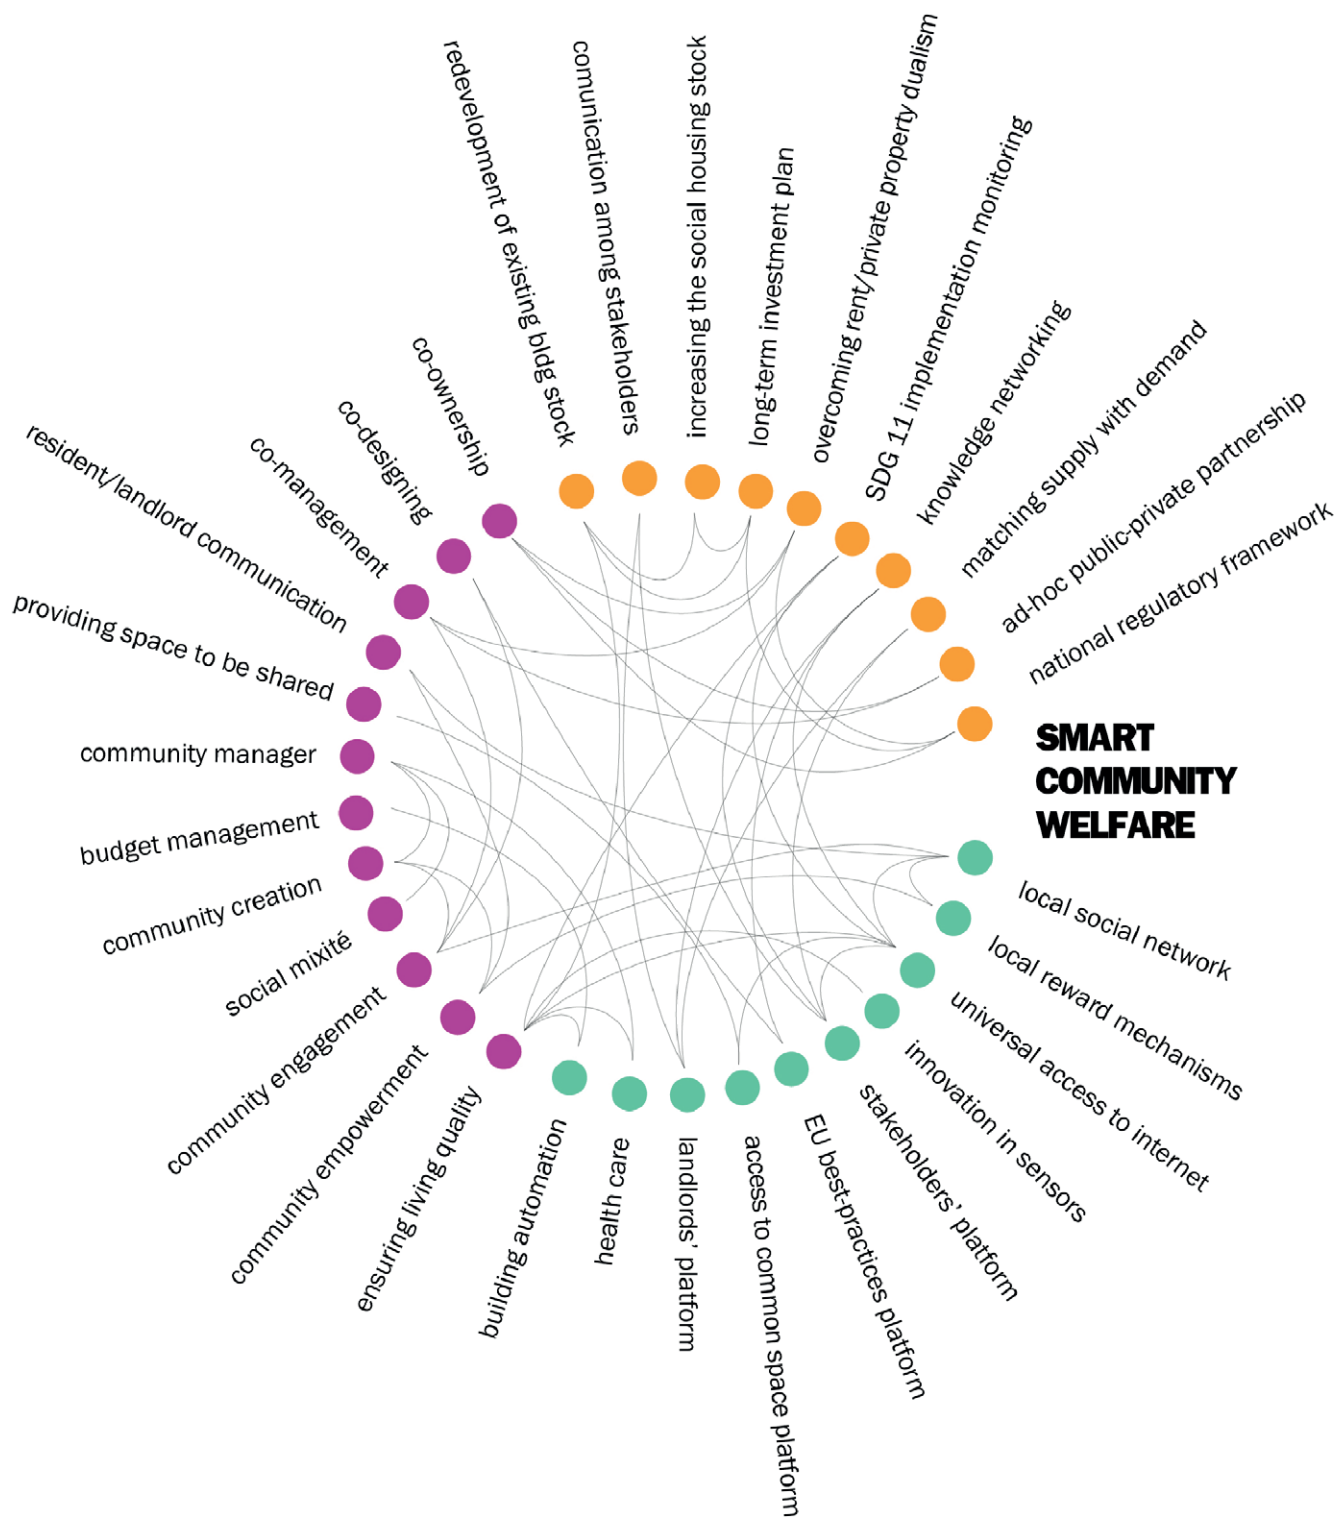 redevelopment of existing bldg stock
comunication among stakeholders
increasing the social housing stock
long-term investment plan
overcoming rent/private property dualism
SDG 11 implementation monitoring
knowledge networking
matching supply with demand
ad-hoc public-private partnership
national regulatory framework
SMART
COMMUNITY
WELFARE
local social network
local reward mechanisms
universal access to internet
innovation in sensors
stakeholders' platform
EU best-practices platform
access to common space platform
landlords' platform
health care
building automation
ensuring living quality
community empowerment
community engagement
social mixité
community creation
budget management
community manager
providing space to be shared
resident/landlord communication
co-management
co-designing
co-ownership